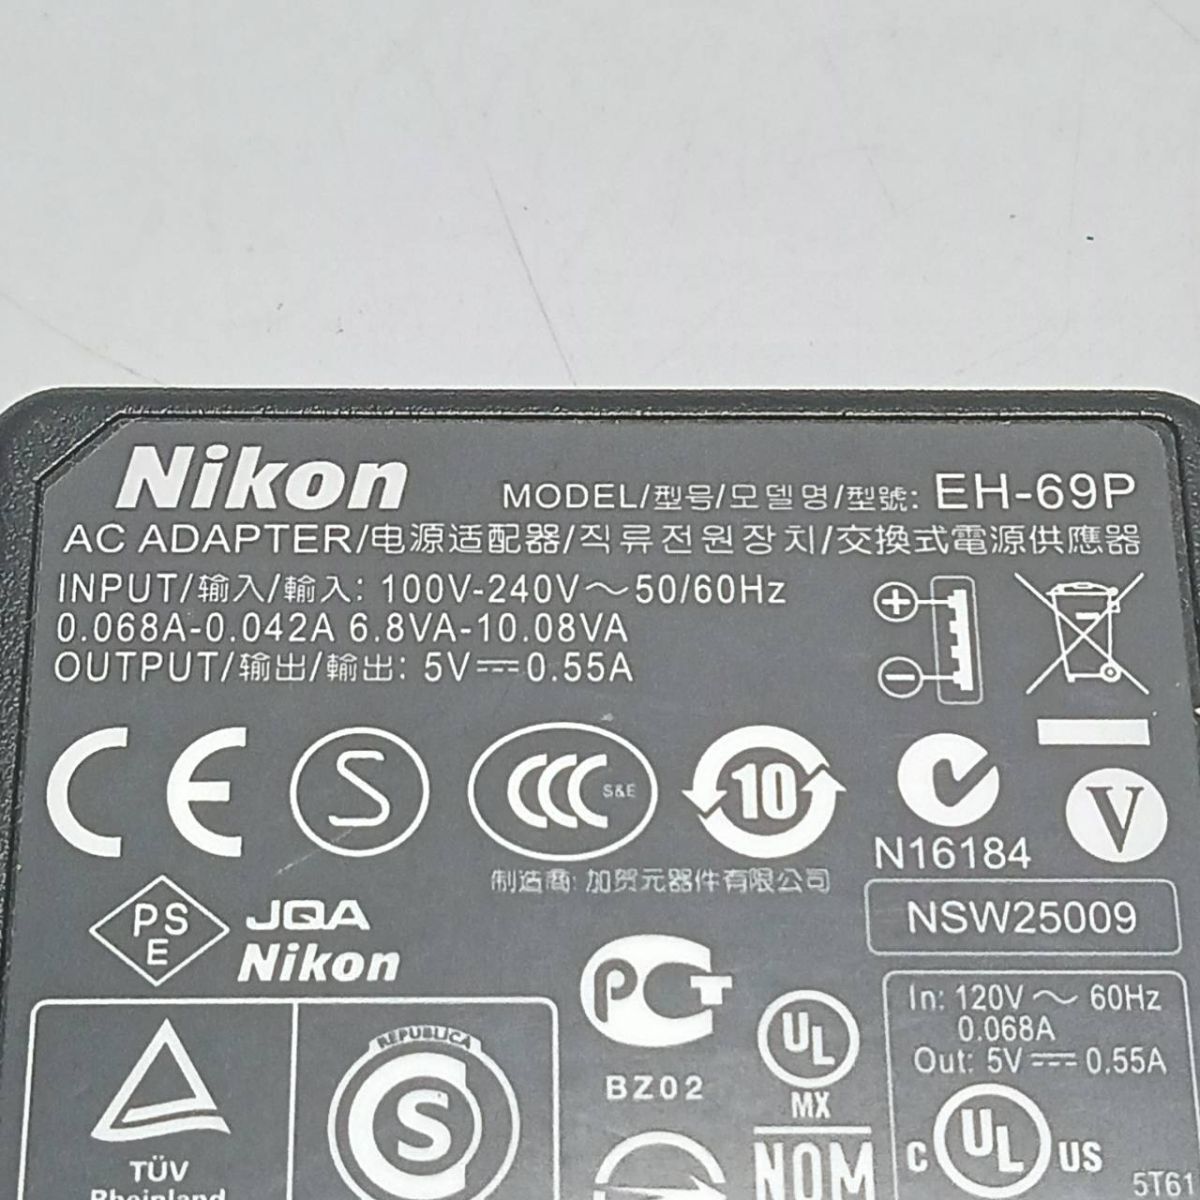 Nikon
MODEL/型号/모델명/型號: EH-69P
AC ADAPTER/电源适配器/직류전원장치/交換式電源供應器
INPUT/输入/輸入: 100V-240V～50/60Hz
0.068A-0.042A 6.8VA-10.08VA
OUTPUT/输出/輸出: 5V⎓0.55A
CE S CCC S&E 10
N16184
V
制造商: 加贺元器件有限公司
NSW25009
PS
E
JQA
Nikon
PCT
BZ02
UL
MX
NOM
In: 120V～ 60Hz
0.068A
Out: 5V⎓0.55A
C UL US
5T61
TÜV
Rheinland
REPUBLICA
S